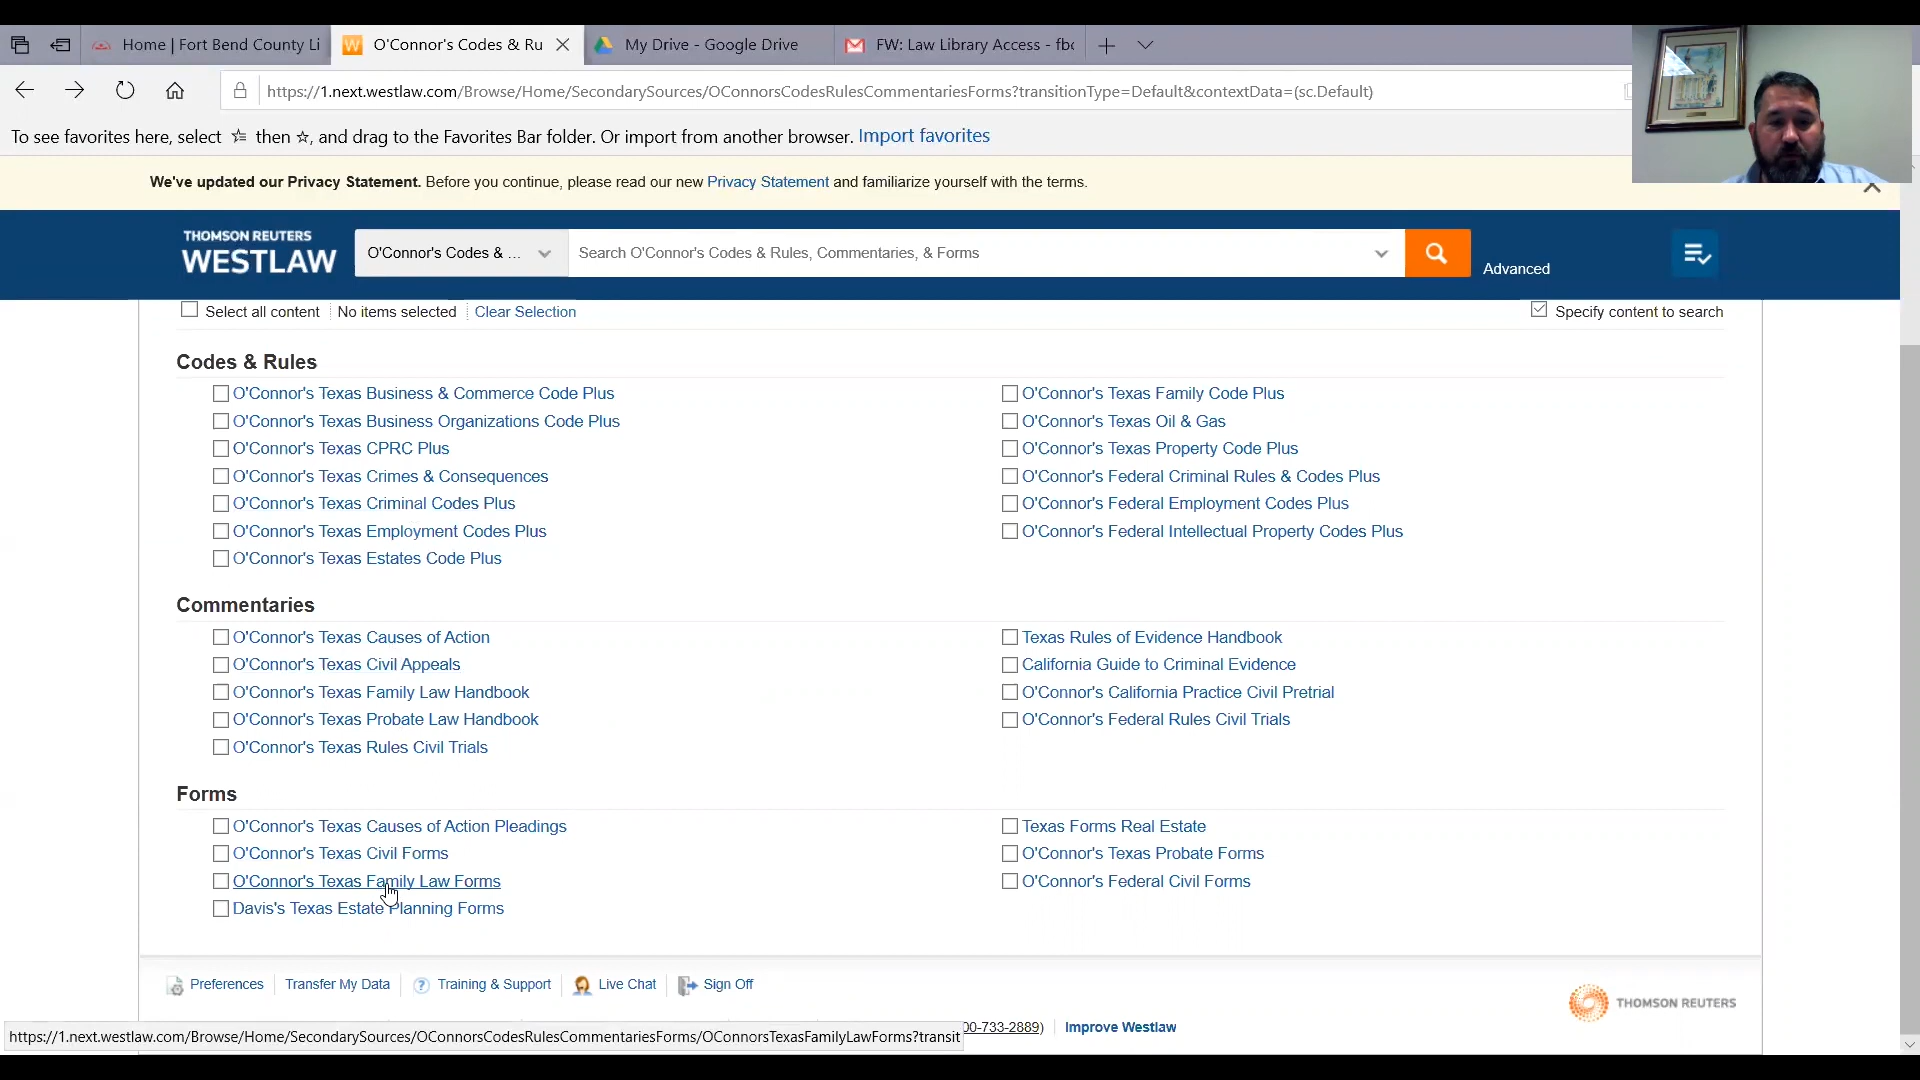 Home | Fort Bend County Li
O'Connor's Codes & Ru
My Drive - Google Drive
FW: Law Library Access - fbc
https://1.next.westlaw.com/Browse/Home/SecondarySources/OConnorsCodesRulesCommentariesForms?transitionType=Default&contextData=(sc.Default)
To see favorites here, select then , and drag to the Favorites Bar folder. Or import from another browser. Import favorites
We've updated our Privacy Statement. Before you continue, please read our new Privacy Statement and familiarize yourself with the terms.
THOMSON REUTERS
WESTLAW
O'Connor's Codes & ...
Search O'Connor's Codes & Rules, Commentaries, & Forms
Advanced
Select all content
No items selected
Clear Selection
Specify content to search
Codes & Rules
O'Connor's Texas Business & Commerce Code Plus
O'Connor's Texas Business Organizations Code Plus
O'Connor's Texas CPRC Plus
O'Connor's Texas Crimes & Consequences
O'Connor's Texas Criminal Codes Plus
O'Connor's Texas Employment Codes Plus
O'Connor's Texas Estates Code Plus
O'Connor's Texas Family Code Plus
O'Connor's Texas Oil & Gas
O'Connor's Texas Property Code Plus
O'Connor's Federal Criminal Rules & Codes Plus
O'Connor's Federal Employment Codes Plus
O'Connor's Federal Intellectual Property Codes Plus
Commentaries
O'Connor's Texas Causes of Action
O'Connor's Texas Civil Appeals
O'Connor's Texas Family Law Handbook
O'Connor's Texas Probate Law Handbook
O'Connor's Texas Rules Civil Trials
Texas Rules of Evidence Handbook
California Guide to Criminal Evidence
O'Connor's California Practice Civil Pretrial
O'Connor's Federal Rules Civil Trials
Forms
O'Connor's Texas Causes of Action Pleadings
O'Connor's Texas Civil Forms
O'Connor's Texas Family Law Forms
Davis's Texas Estate Planning Forms
Texas Forms Real Estate
O'Connor's Texas Probate Forms
O'Connor's Federal Civil Forms
Preferences
Transfer My Data
Training & Support
Live Chat
Sign Off
THOMSON REUTERS
00-733-2889)
Improve Westlaw
https://1.next.westlaw.com/Browse/Home/SecondarySources/OConnorsCodesRulesCommentariesForms/OConnorsTexasFamilyLawForms?transit